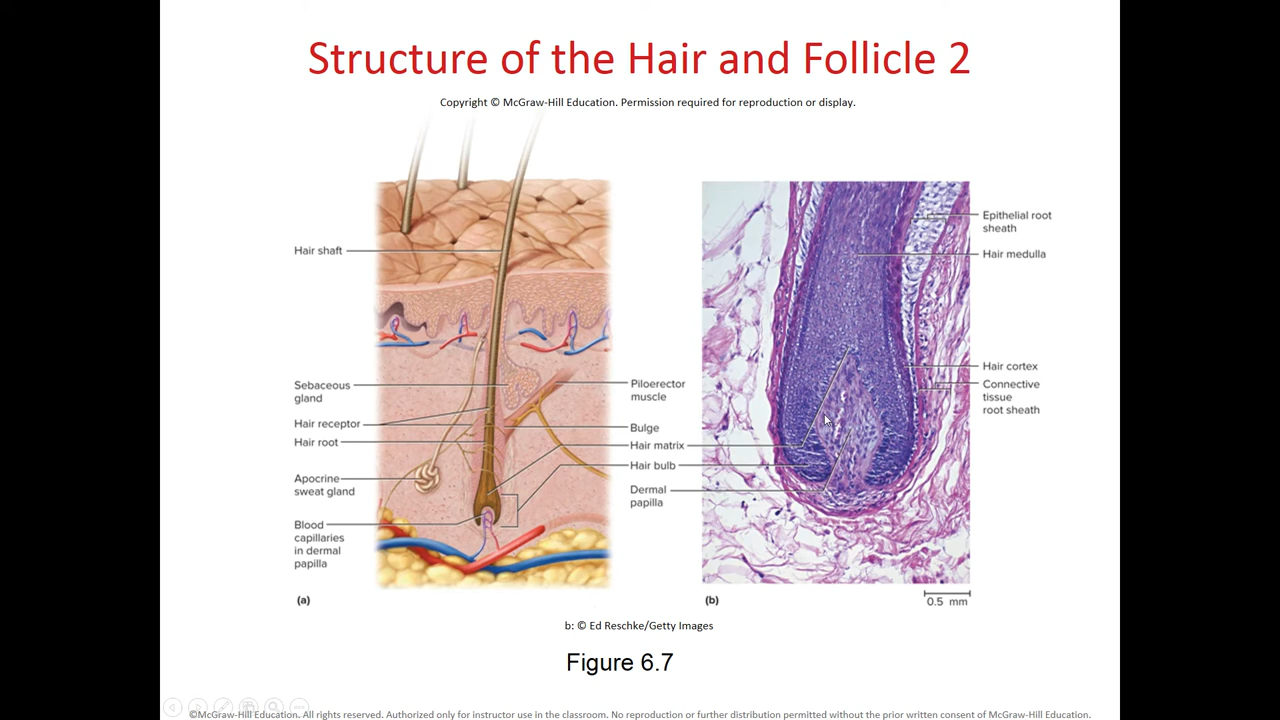 Structure of the Hair and Follicle 2
Copyright © McGraw-Hill Education. Permission required for reproduction or display.
Hair shaft
Sebaceous
gland
Hair receptor
Hair root
Apocrine
sweat gland
Blood
capillaries
in dermal
papilla
(a)
Piloerector
muscle
Bulge
Hair matrix
Hair bulb
Dermal
papilla
Epithelial root
sheath
Hair medulla
Hair cortex
Connective
tissue
root sheath
(b)
0.5 mm
b: © Ed Reschke/Getty Images
Figure 6.7
©McGraw-Hill Education. All rights reserved. Authorized only for instructor use in the classroom. No reproduction or further distribution permitted without the prior written consent of McGraw-Hill Education.